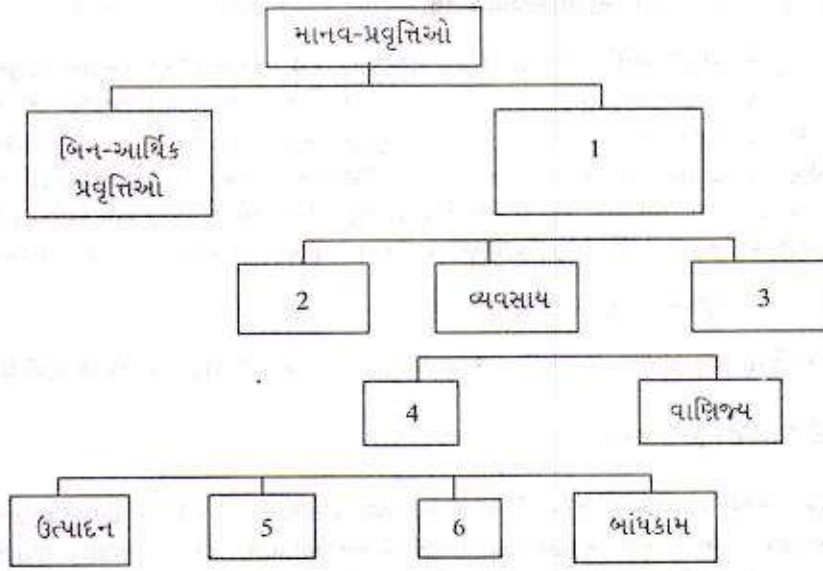 માનવ-પ્રવૃત્તિઓ
બિન-આર્થિક
પ્રવૃત્તિઓ
1
2
વ્યવસાય
3
4
વાણિજ્ય
ઉત્પાદન
5
6
બાંધકામ